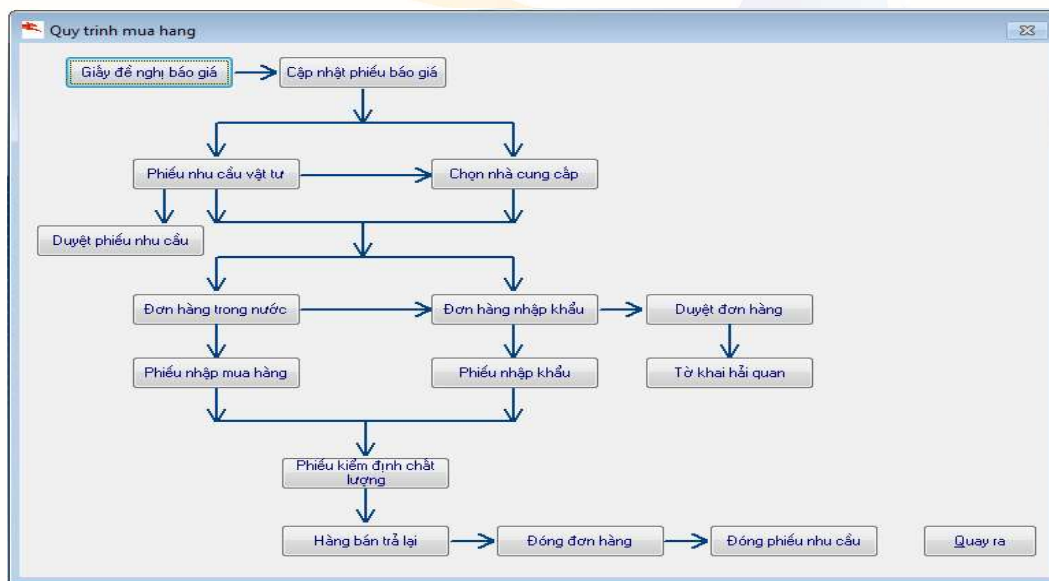 Quy trinh mua hang
Giấy đề nghị báo giá
Cập nhật phiếu báo giá
Phiếu nhu cầu vật tư
Chọn nhà cung cấp
Duyệt phiếu nhu cầu
Đơn hàng trong nước
Đơn hàng nhập khẩu
Duyệt đơn hàng
Phiếu nhập mua hàng
Phiếu nhập khẩu
Tờ khai hải quan
Phiếu kiểm định chất
lượng
Hàng bán trả lại
Đóng đơn hàng
Đóng phiếu nhu cầu
Quay ra